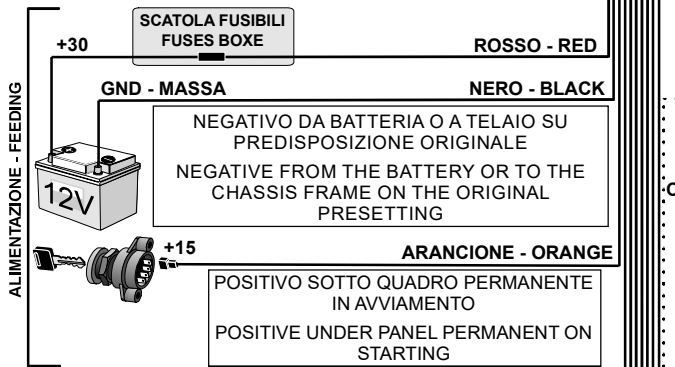 SCATOLA FUSIBILI
FUSES BOXE
+30
ROSSO - RED
GND - MASSA
NERO - BLACK
NEGATIVO DA BATTERIA O A TELAIO SU
PREDISPOSIZIONE ORIGINALE
NEGATIVE FROM THE BATTERY OR TO THE
CHASSIS FRAME ON THE ORIGINAL
PRESETTING
12V
ALIMENTAZIONE - FEEDING
+15
ARANCIONE - ORANGE
POSITIVO SOTTO QUADRO PERMANENTE
IN AVVIAMENTO
POSITIVE UNDER PANEL PERMANENT ON
STARTING